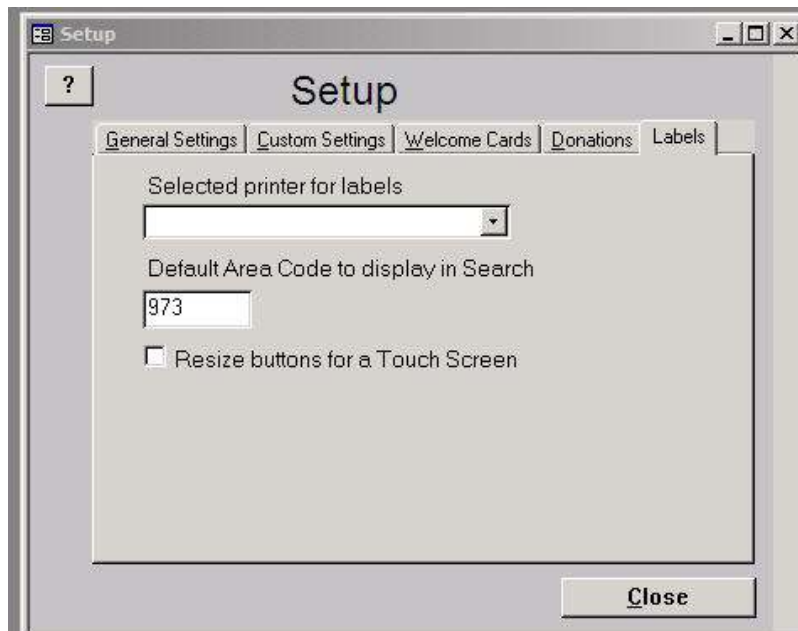 Setup
?
Setup
General Settings Custom Settings Welcome Cards Donations Labels
Selected printer for labels
Default Area Code to display in Search
973
Resize buttons for a Touch Screen
Close